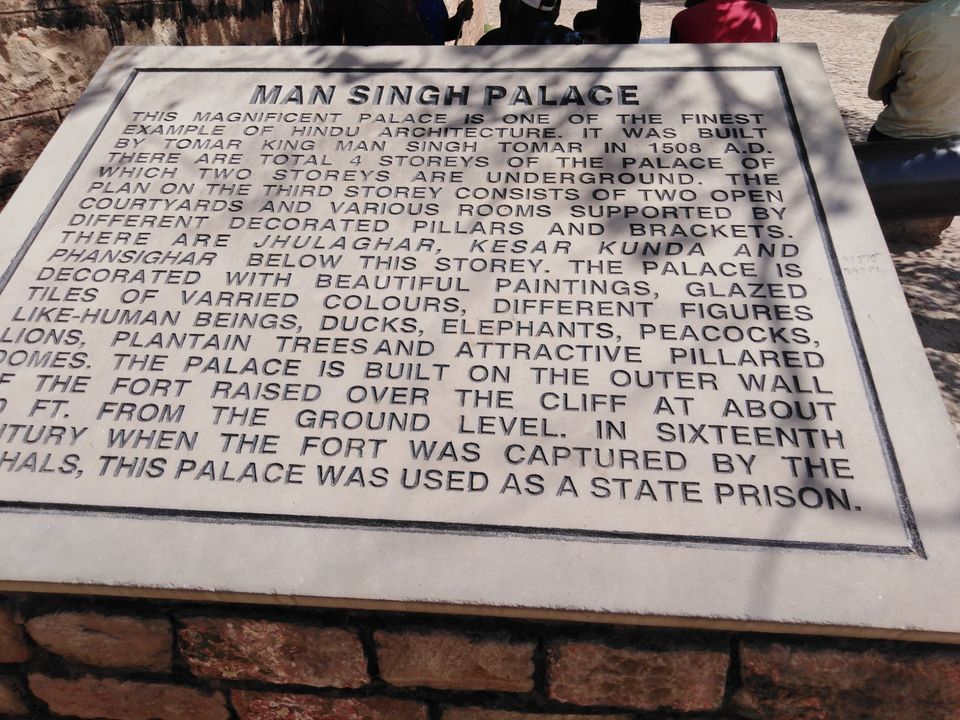 MAN SINGH PALACE
THIS MAGNIFICENT PALACE IS ONE OF THE FINEST
EXAMPLE OF HINDU ARCHITECTURE. IT WAS BUILT
BY TOMAR KING MAN SINGH TOMAR IN 1508 A.D.
THERE ARE TOTAL 4 STOREYS OF THE PALACE OF
WHICH TWO STOREYS ARE UNDERGROUND. THE
PLAN ON THE THIRD STOREY CONSISTS OF TWO OPEN
COURTYARDS AND VARIOUS ROOMS SUPPORTED BY
DIFFERENT DECORATED PILLARS AND BRACKETS.
THERE ARE JHULAGHAR, KESAR KUNDA AND
PHANSIGHAR BELOW THIS STOREY. THE PALACE IS
DECORATED WITH BEAUTIFUL PAINTINGS, GLAZED
TILES OF VARRIED COLOURS, DIFFERENT FIGURES
LIKE-HUMAN BEINGS, DUCKS, ELEPHANTS, PEACOCKS,
LIONS, PLANTAIN TREES AND ATTRACTIVE PILLARED
DOMES. THE PALACE IS BUILT ON THE OUTER WALL
THE FORT RAISED OVER THE CLIFF AT ABOUT
FT. FROM THE GROUND LEVEL. IN SIXTEENTH
NTURY WHEN THE FORT WAS CAPTURED BY THE
HALS, THIS PALACE WAS USED AS A STATE PRISON.